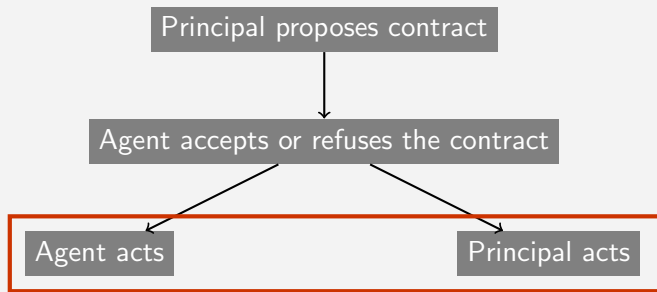 Principal proposes contract
Agent accepts or refuses the contract
Agent acts
Principal acts